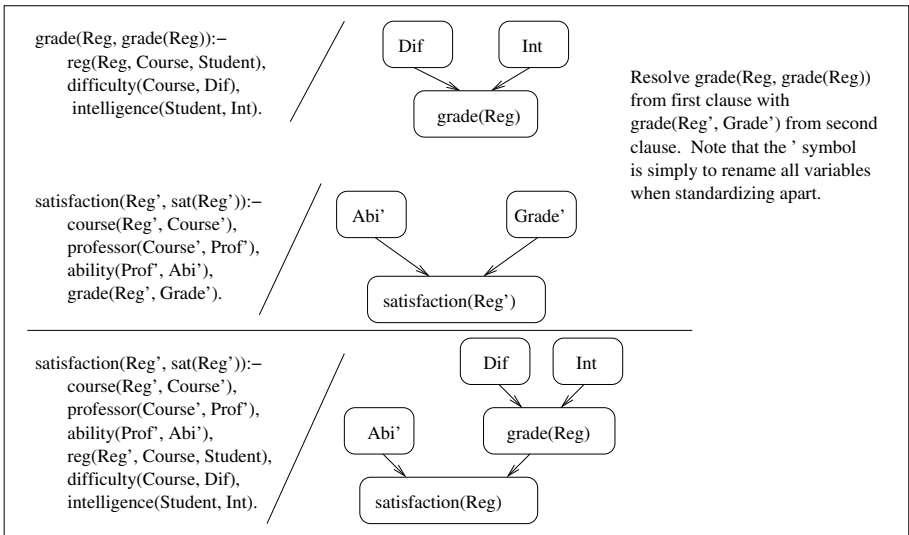 grade(Reg, grade(Reg)):–
reg(Reg, Course, Student),
difficulty(Course, Dif),
intelligence(Student, Int).
Dif
Int
grade(Reg)
Resolve grade(Reg, grade(Reg))
from first clause with
grade(Reg’, Grade’) from second
clause. Note that the ’ symbol
is simply to rename all variables
when standardizing apart.
satisfaction(Reg’, sat(Reg’)):–
course(Reg’, Course’),
professor(Course’, Prof’),
ability(Prof’, Abi’),
grade(Reg’, Grade’).
Abi’
Grade’
satisfaction(Reg’)
satisfaction(Reg’, sat(Reg’)):–
course(Reg’, Course’),
professor(Course’, Prof’),
ability(Prof’, Abi’),
reg(Reg’, Course, Student),
difficulty(Course, Dif),
intelligence(Student, Int).
Dif
Int
Abi’
grade(Reg)
satisfaction(Reg)